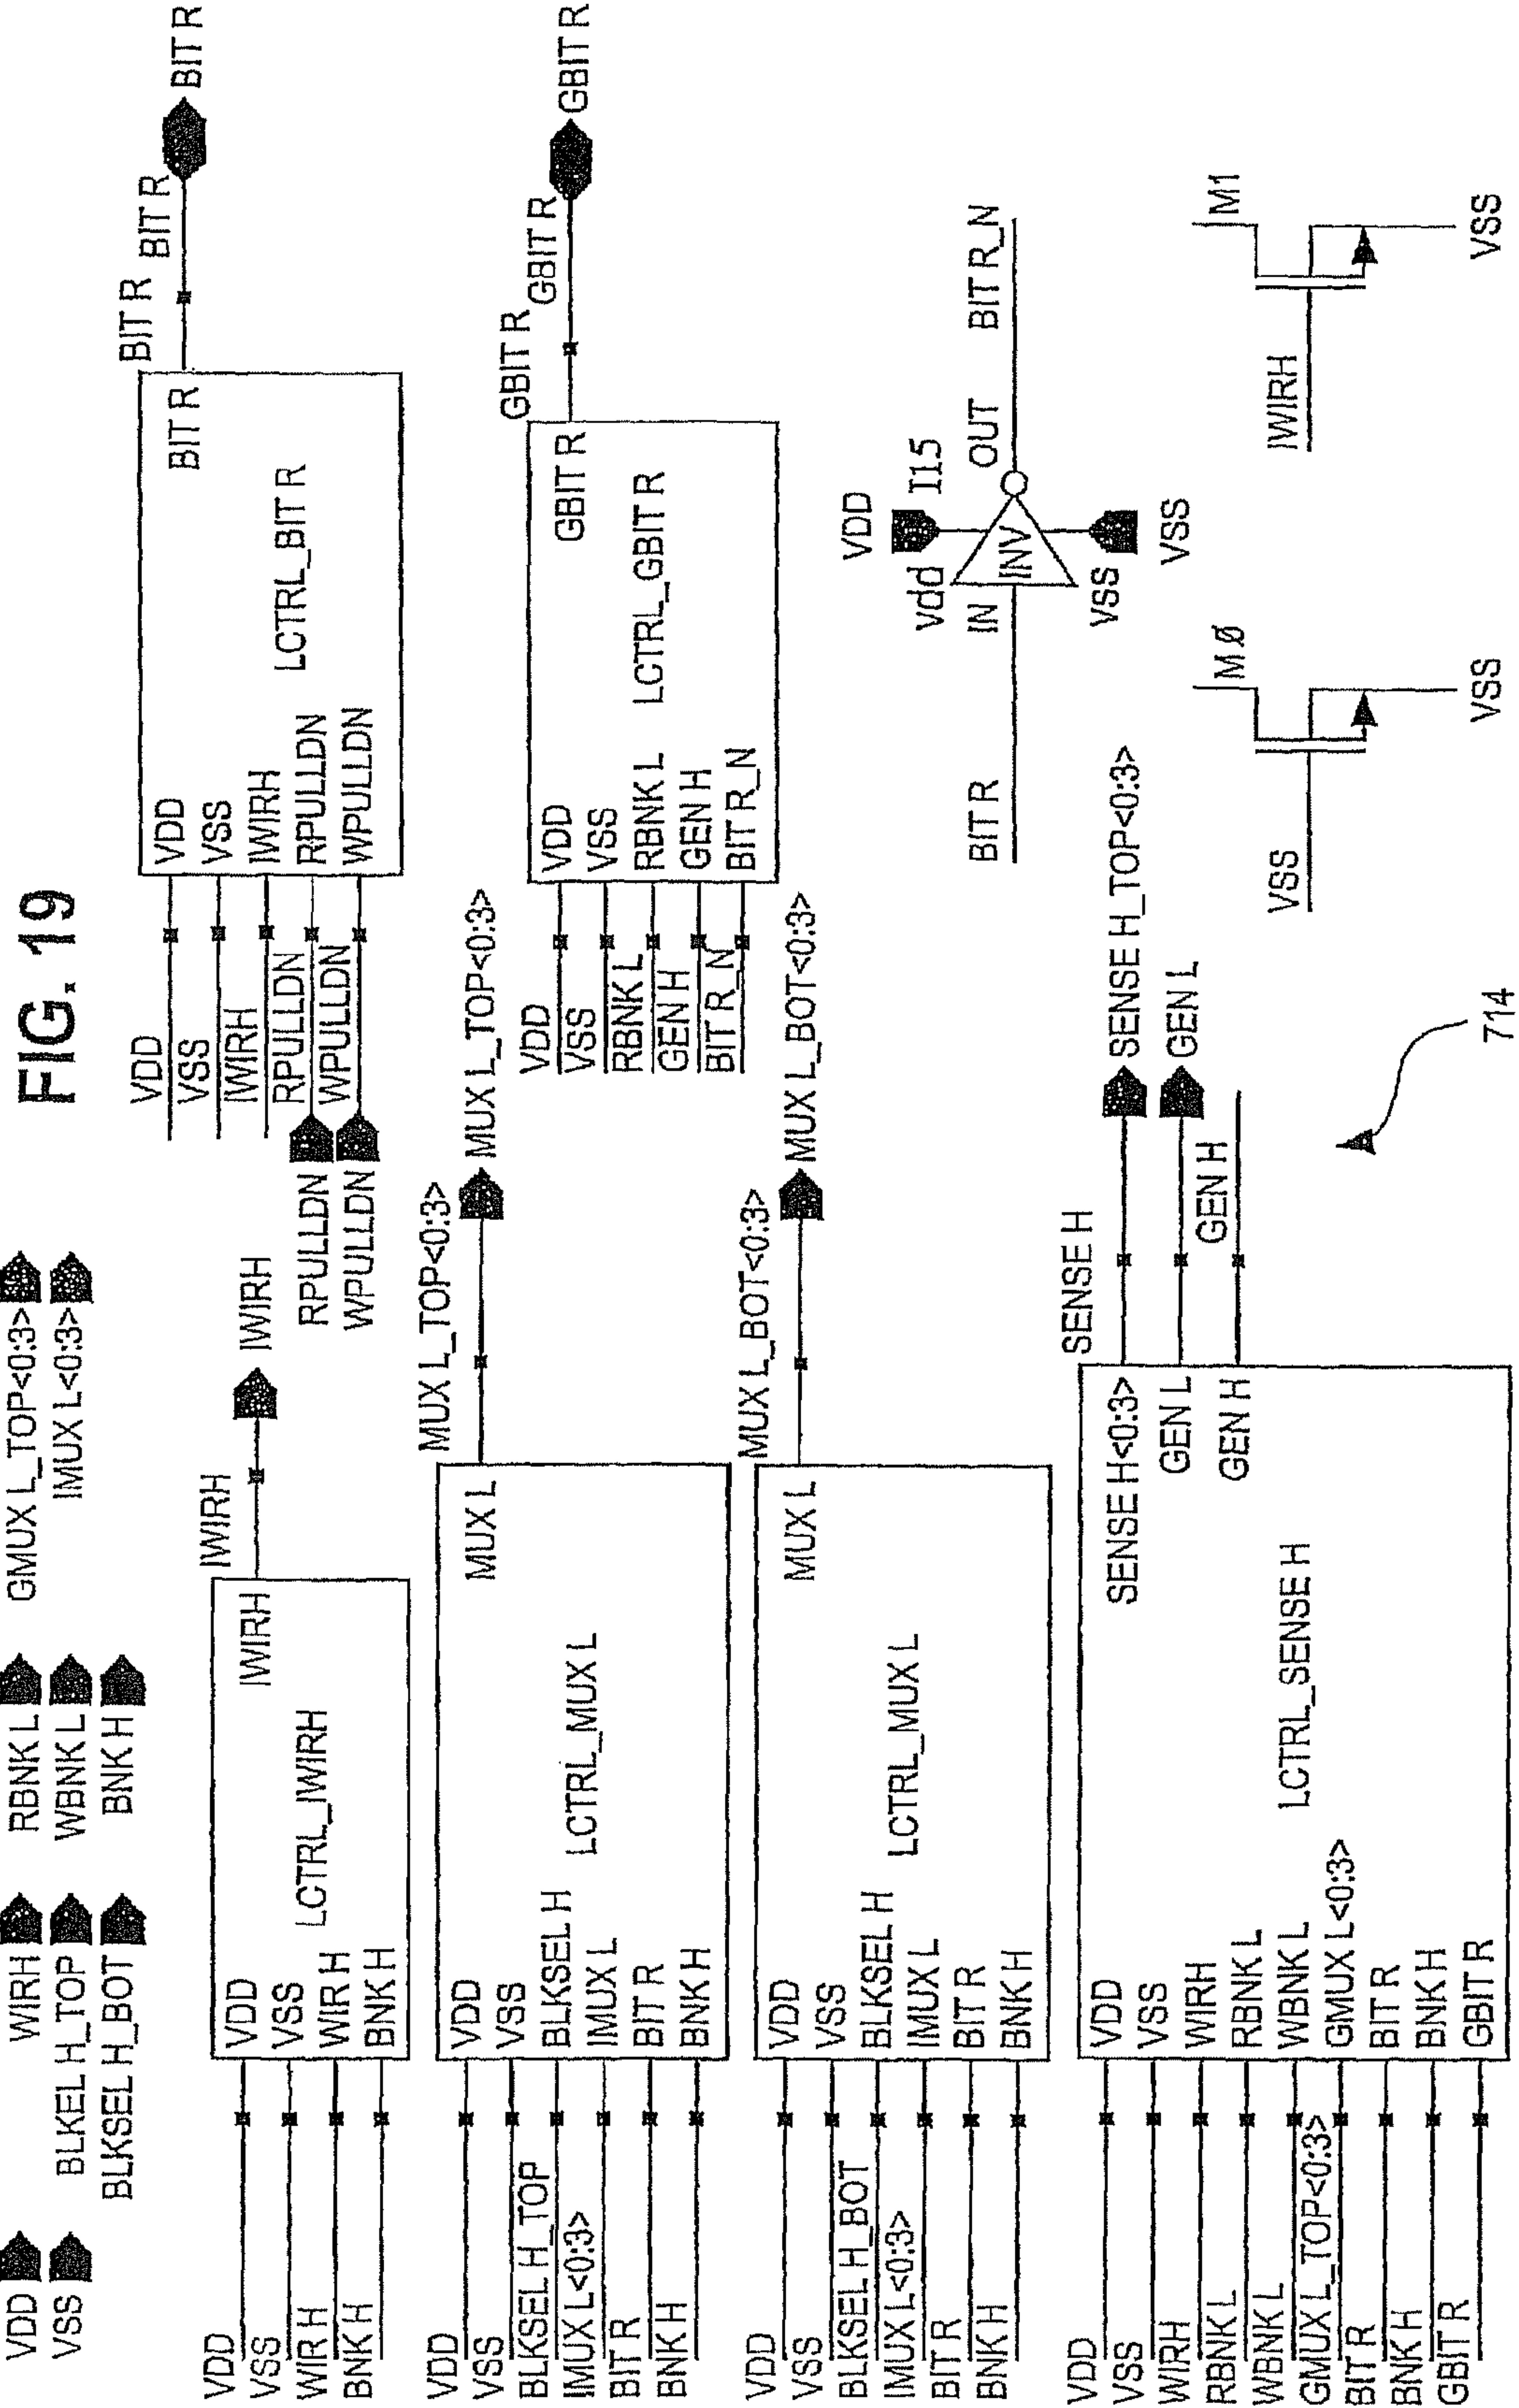 FIG. 19
VDD
VSS
WIRH
BLKEL H_TOP
BLKSEL H_BOT
RBNK L
WBNK L
BNK H
GMUX L_TOP<0:3>
IMUX L<0:3>
VDD
VSS
WIR H
BNK H
VDD
VSS
WIR H
BNK H
LCTRL_IWIRH
IWIRH
IWIRH
IWIRH
VDD
VSS
IWIRH
RPULLDN
WPULLDN
RPULLDN
WPULLDN
VDD
VSS
IWIRH
RPULLDN
WPULLDN
LCTRL_BIT R
BIT R
BIT R
BIT R
BIT R
VDD
VSS
BLKSEL H_TOP
IMUX L<0:3>
BIT R
BNK H
VDD
VSS
BLKSEL H
IMUX L
BIT R
BNK H
LCTRL_MUX L
MUX L
MUX L_TOP<0:3>
MUX L_TOP<0:3>
VDD
VSS
RBNK L
GEN H
BIT R_N
VDD
VSS
RBNK L
GEN H
BIT R_N
LCTRL_GBIT R
GBIT R
GBIT R
GBIT R
GBIT R
VDD
VSS
BLKSEL H_BOT
IMUX L<0:3>
BIT R
BNK H
VDD
VSS
BLKSEL H
IMUX L
BIT R
BNK H
LCTRL_MUX L
MUX L
MUX L_BOT<0:3>
MUX L_BOT<0:3>
BIT R
IN
INV
VDD
vdd
I15
OUT
BIT R_N
VSS
VSS
VDD
VSS
WIRH
RBNK L
WBNK L
GMUX L_TOP<0:3>
BIT R
BNK H
GBIT R
VDD
VSS
WIRH
RBNK L
WBNK L
GMUX L<0:3>
BIT R
BNK H
GBIT R
LCTRL_SENSE H
SENSE H<0:3>
GEN L
GEN H
SENSE H
SENSE H_TOP<0:3>
GEN L
GEN H
VSS
MØ
VSS
IWIRH
M1
VSS
714